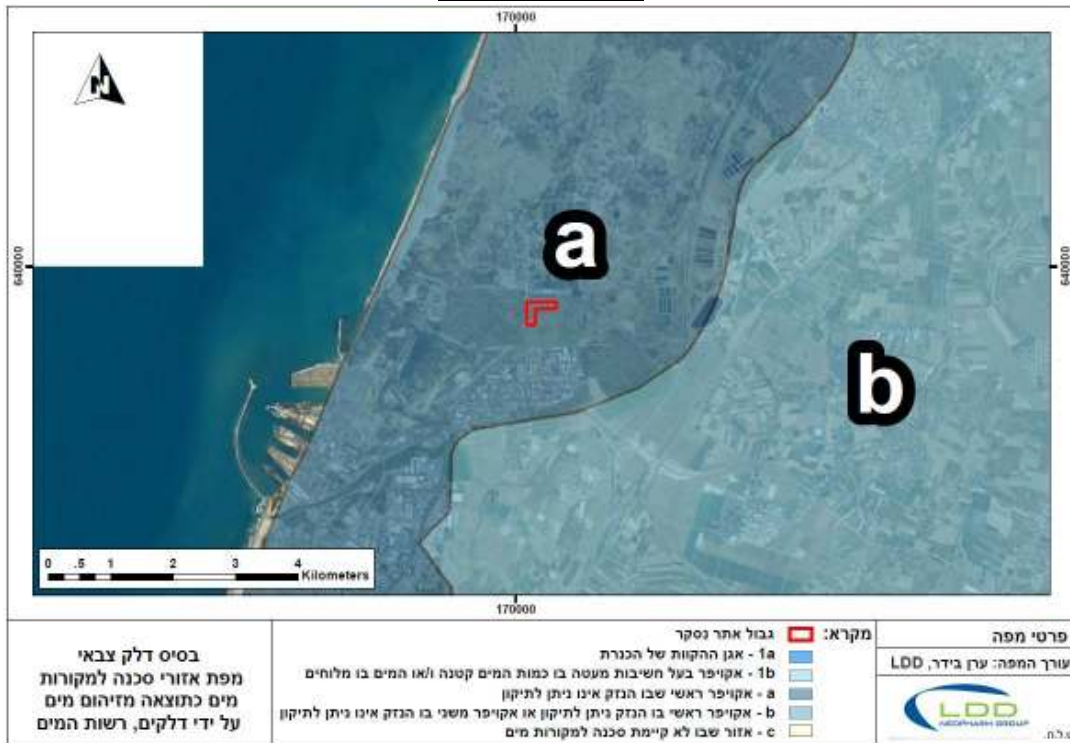 170000
N
640000
640000
a
b
0 .5 1 2 3 4
Kilometers
170000
בסיס דלק צבאי
מפת אזורי סכנה למקורות
מים כתוצאה מזיהום מים
על ידי דלקים, רשות המים
מקרא:
גבול אתר נסקר
1a - אגן ההקוות של הכנרת
1b - אקויפר בעל חשיבות מעטה בו כמות המים קטנה ו/או המים בו מלוחים
a - אקויפר ראשי שבו הנזק אינו ניתן לתיקון
b - אקויפר ראשי בו הנזק ניתן לתיקון או אקויפר משני בו הנזק אינו ניתן לתיקון
c - אזור שבו לא קיימת סכנה למקורות מים
פרטי מפה
עורך המפה: ערן בידר, LDD
LDD
NEOPHARM GROUP
ט.ל.ח.